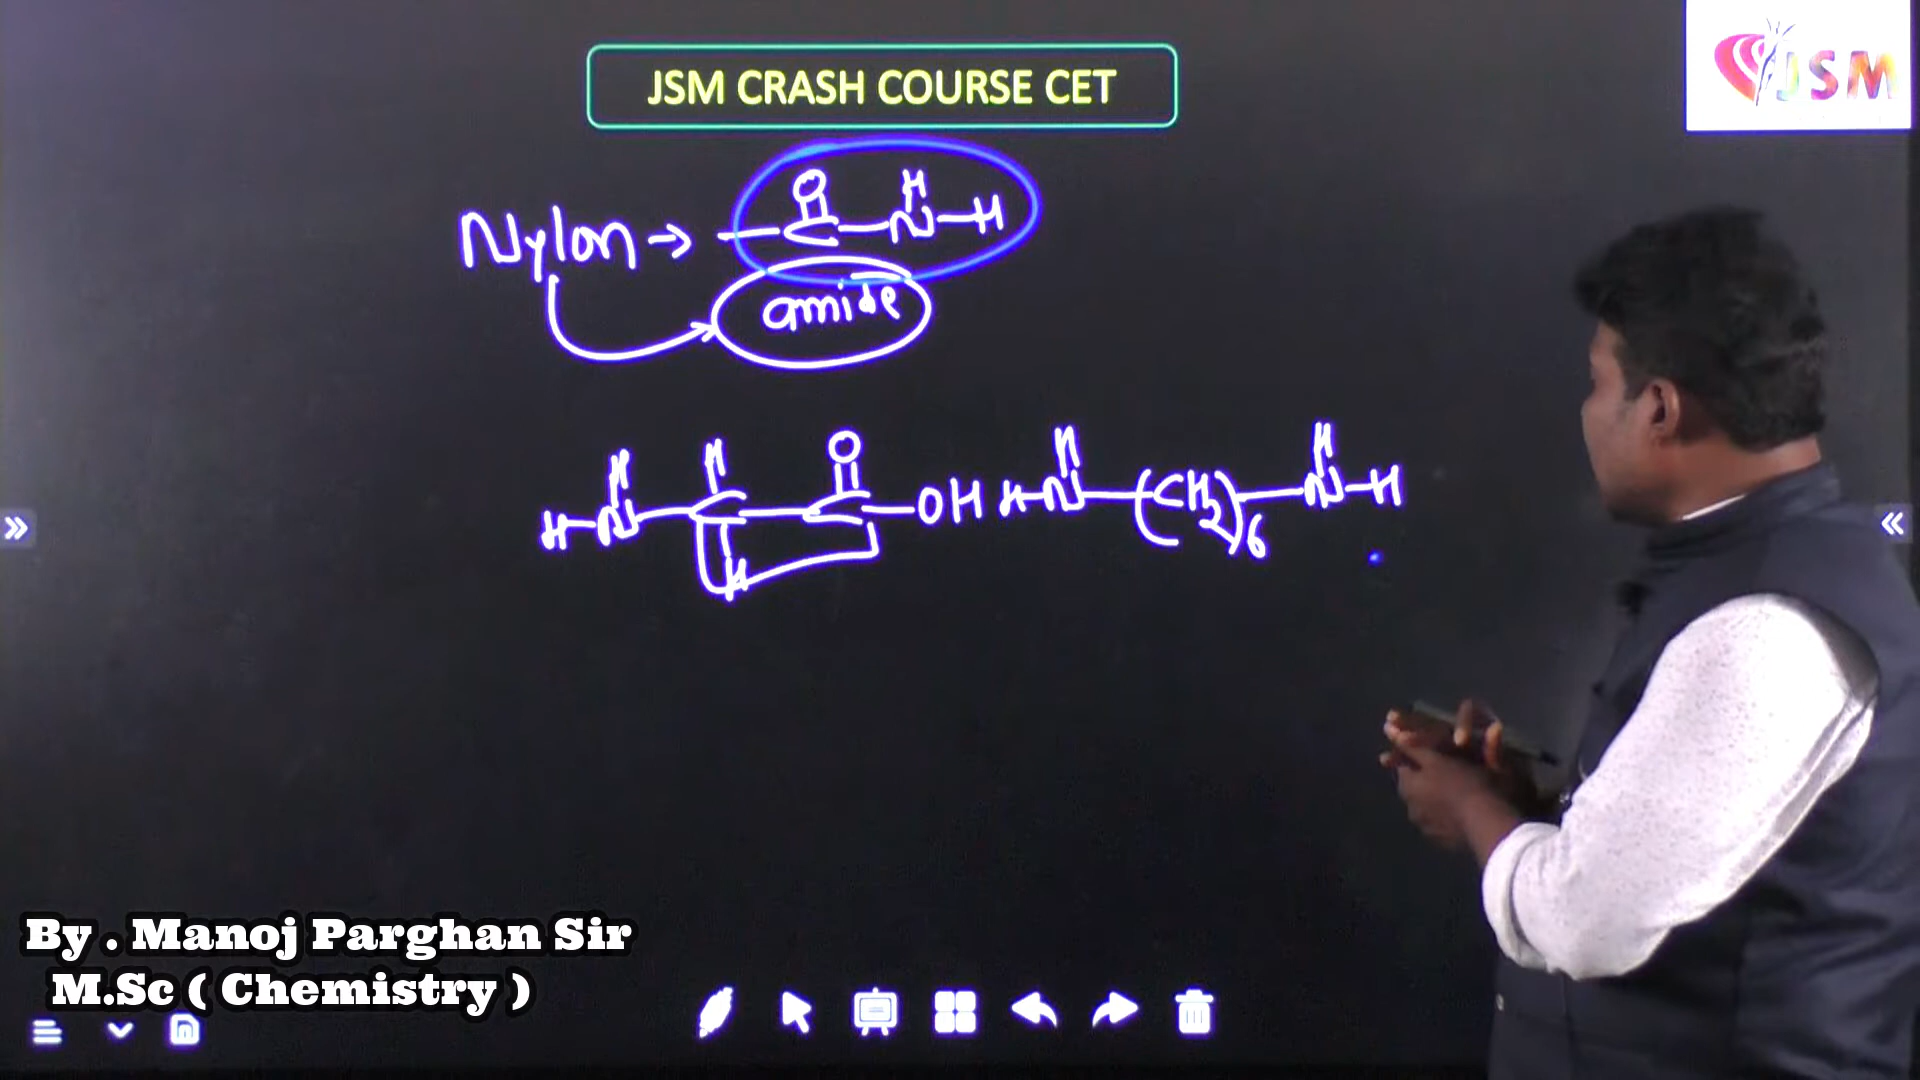 JSM CRASH COURSE CET
JSM
O H
Nylon → — C — N — H
amide
H H O H H
H — N — C — C — OH H — N — (CH2)6 — N — H
H
By . Manoj Parghan Sir
M.Sc ( Chemistry )